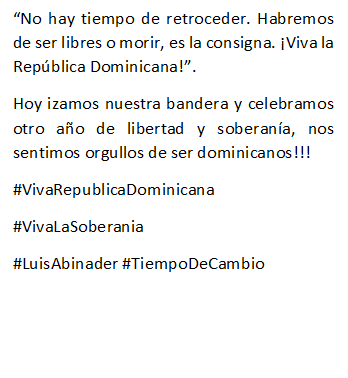 “No hay tiempo de retroceder. Habremos
de ser libres o morir, es la consigna. ¡Viva la
República Dominicana!”.
Hoy izamos nuestra bandera y celebramos
otro año de libertad y soberanía, nos
sentimos orgullos de ser dominicanos!!!
#VivaRepublicaDominicana
#VivaLaSoberania
#LuisAbinader #TiempoDeCambio